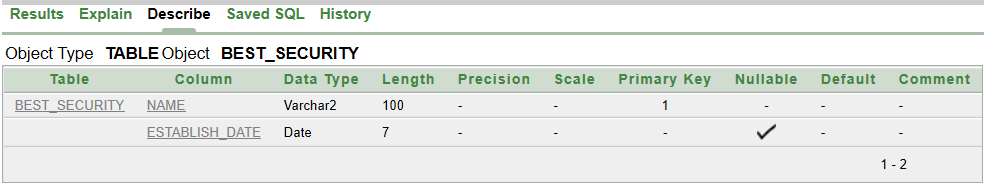 Results Explain Describe Saved SQL History
Object Type TABLE Object BEST_SECURITY
Table Column Data Type Length Precision Scale Primary Key Nullable Default Comment
BEST_SECURITY NAME Varchar2 100 - - 1 - - -
ESTABLISH_DATE Date 7 - - - ✓ - -
1 - 2